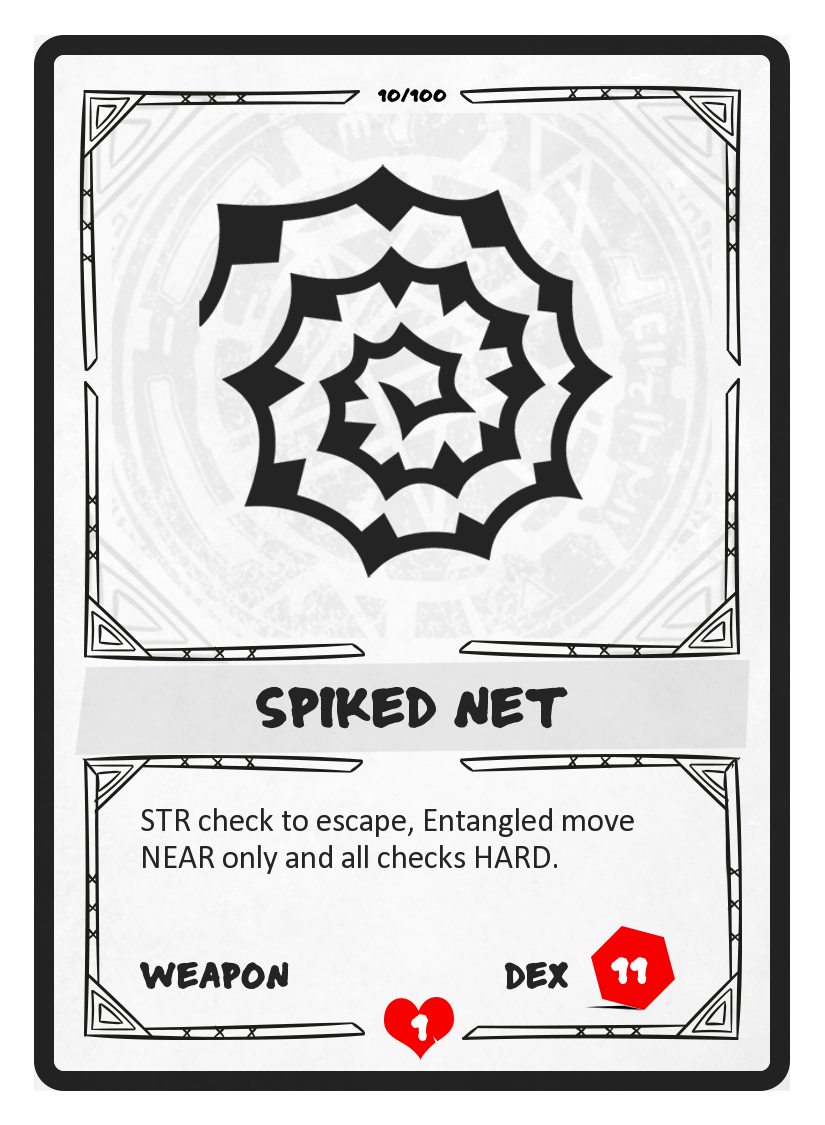 10/100
SPIKED NET
STR check to escape, Entangled move
NEAR only and all checks HARD.
WEAPON
DEX 11
1